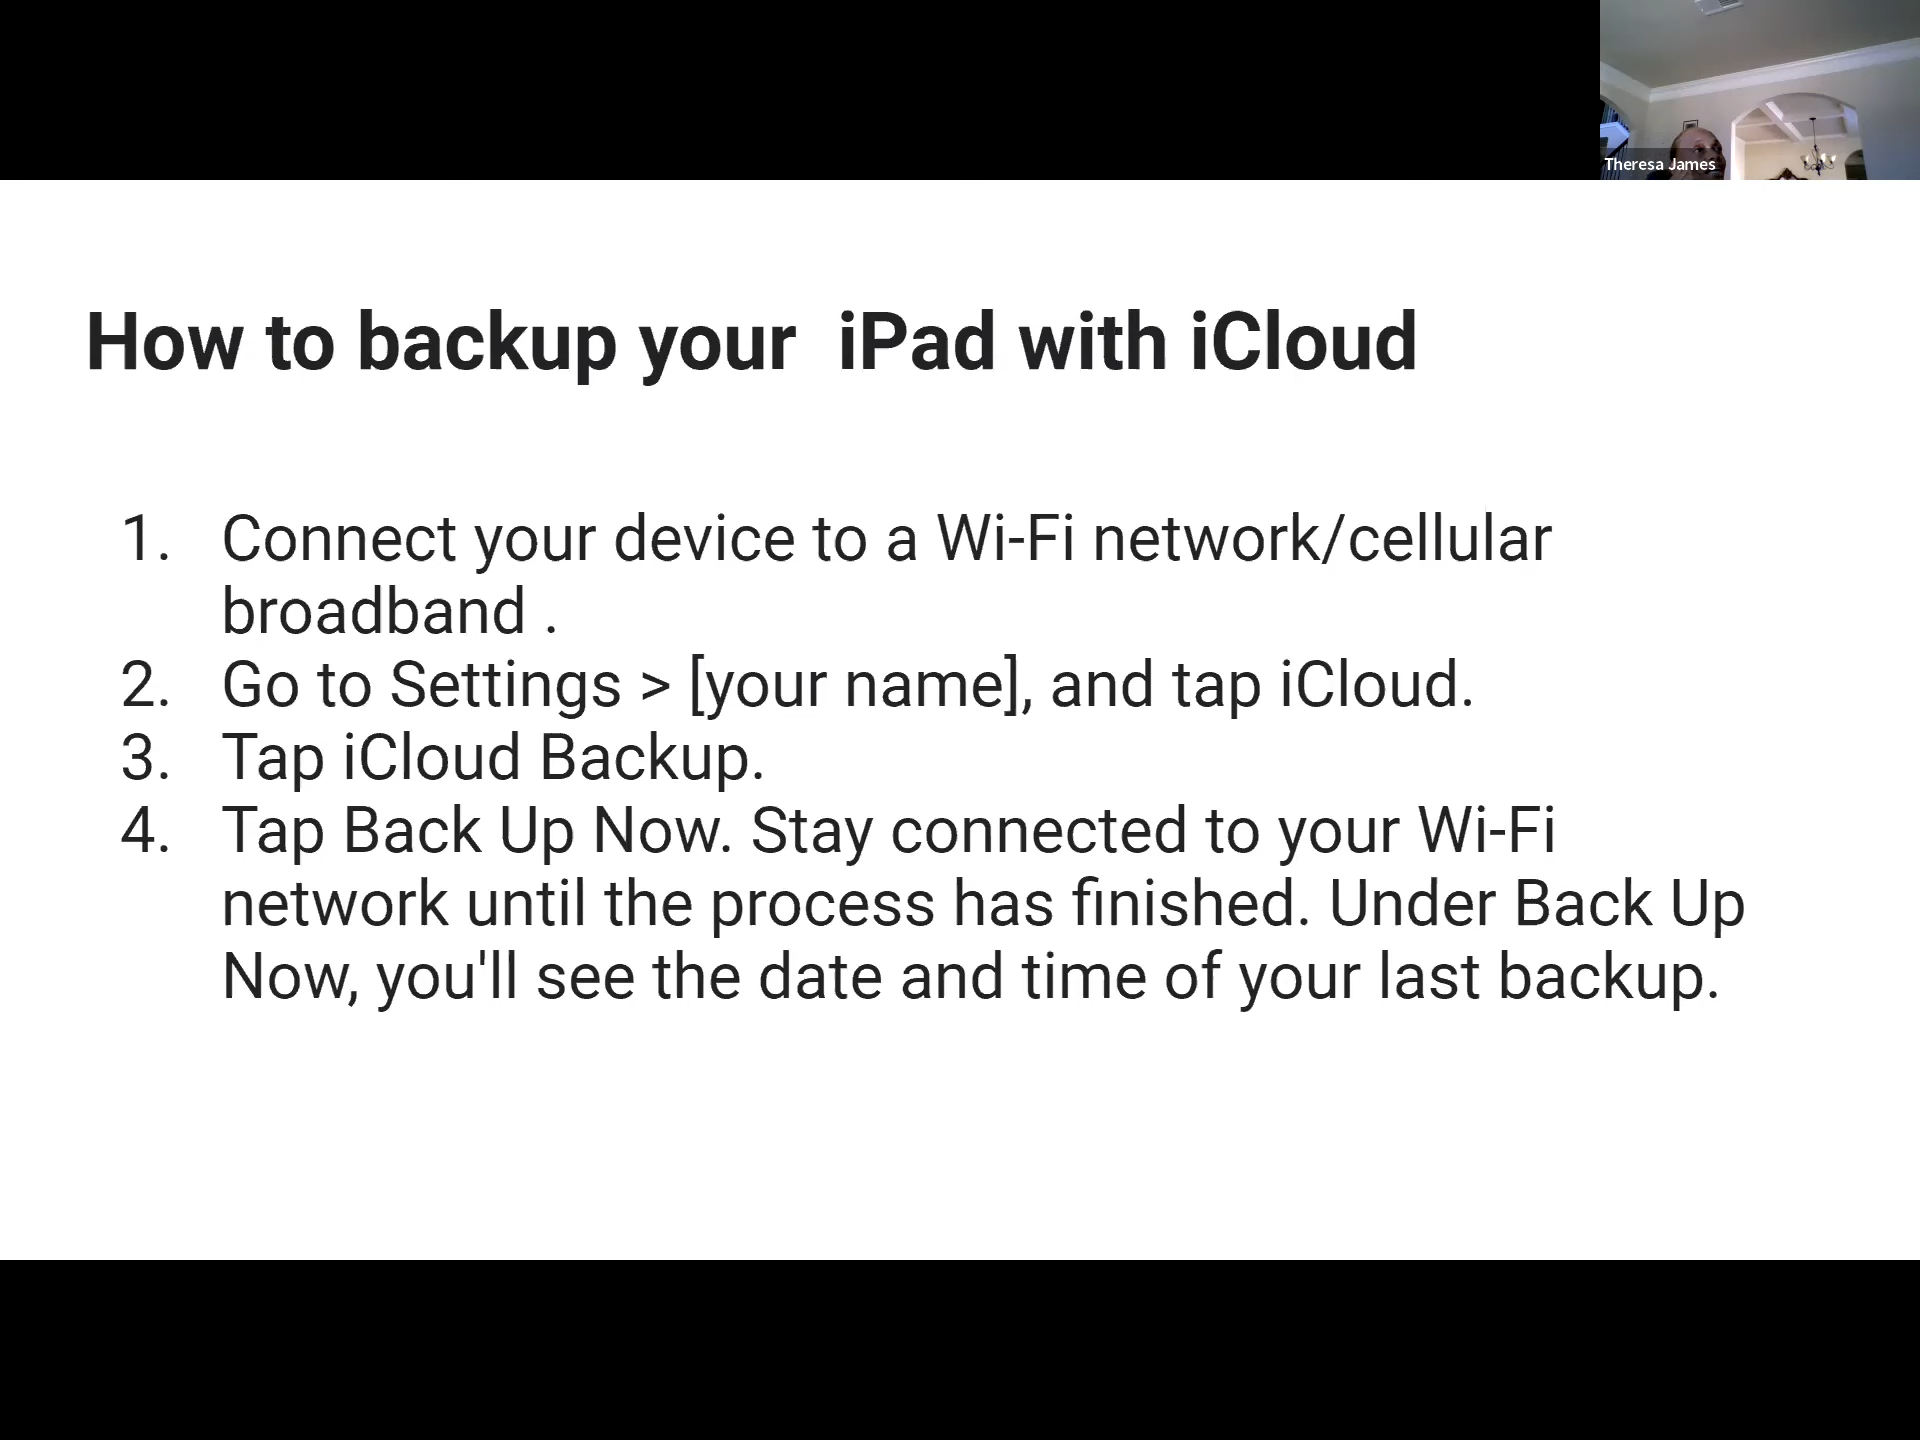 Theresa James
How to backup your  iPad with iCloud
1. Connect your device to a Wi-Fi network/cellular
broadband .
2. Go to Settings > [your name], and tap iCloud.
3. Tap iCloud Backup.
4. Tap Back Up Now. Stay connected to your Wi-Fi
network until the process has finished. Under Back Up
Now, you'll see the date and time of your last backup.